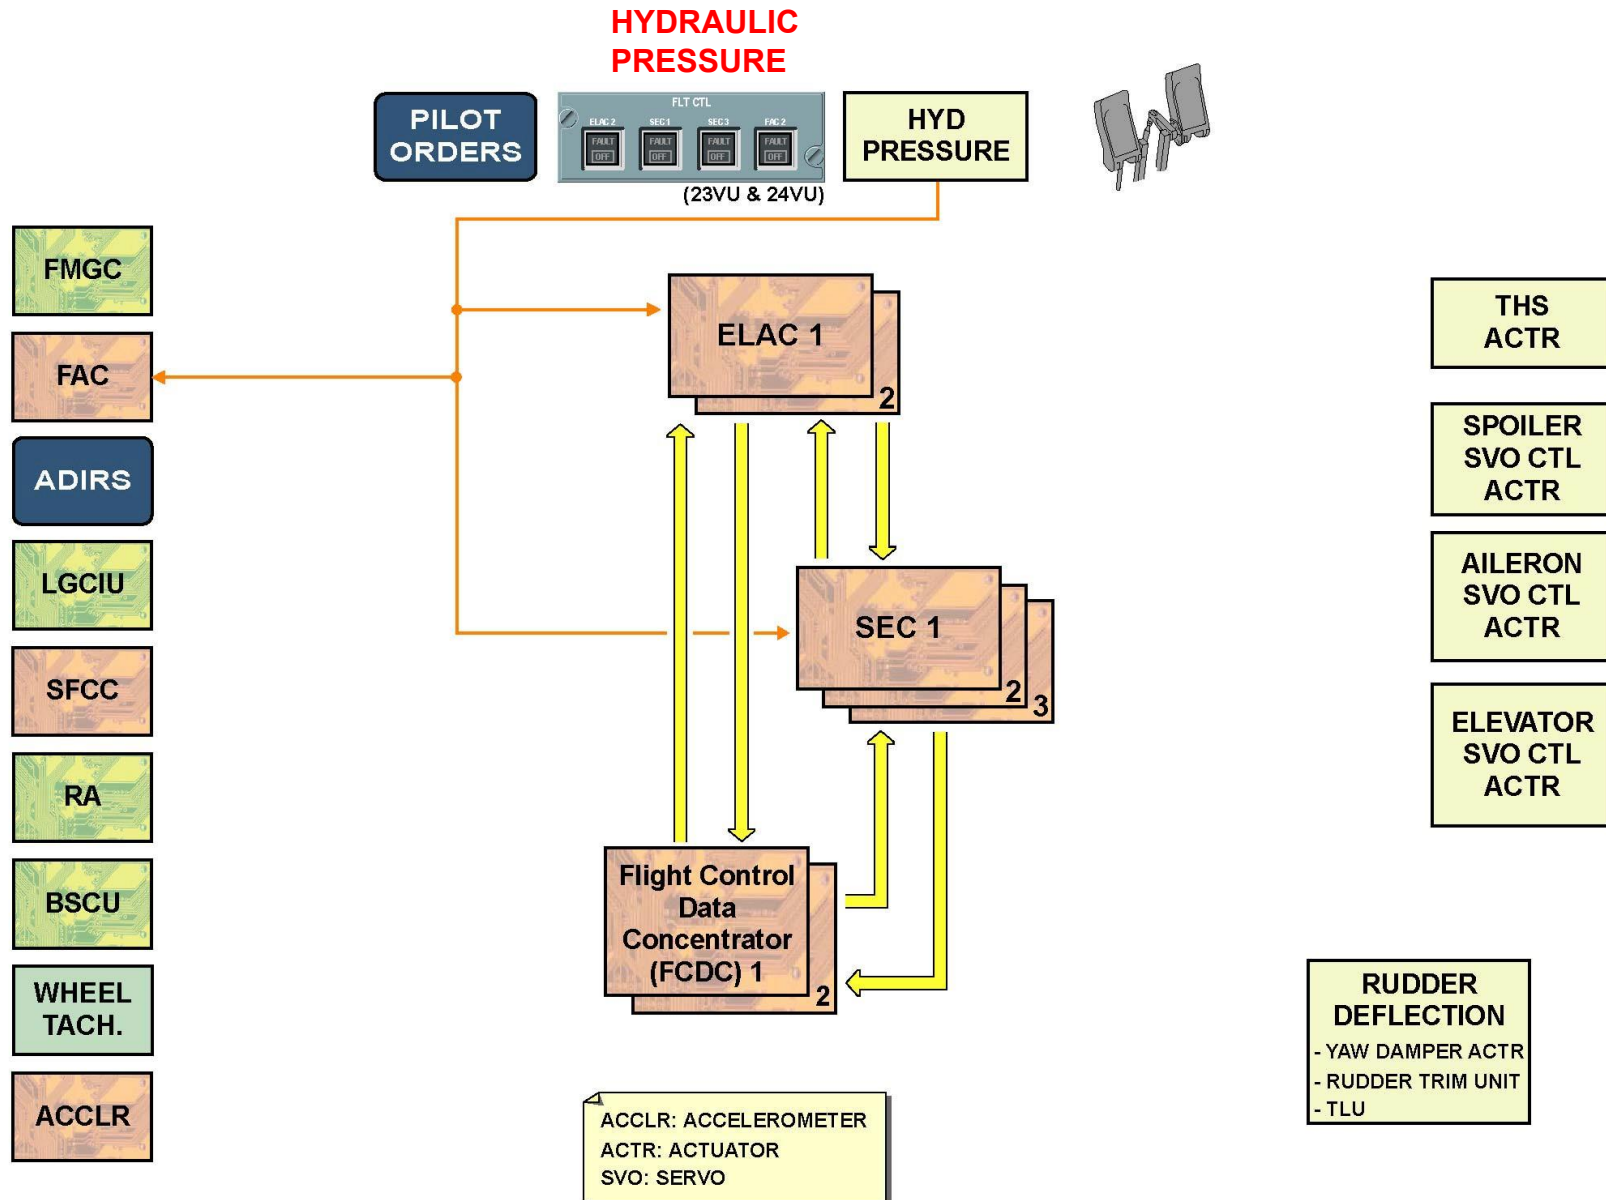 HYDRAULIC
PRESSURE
PILOT
ORDERS
FLT CTL
ELAC 2
SEC 1
SEC 3
FAC 2
FAULT
OFF
FAULT
OFF
FAULT
OFF
FAULT
OFF
(23VU & 24VU)
HYD
PRESSURE
FMGC
FAC
ADIRS
LGCIU
SFCC
RA
BSCU
WHEEL
TACH.
ACCLR
ELAC 1
2
SEC 1
2
3
Flight Control
Data
Concentrator
(FCDC) 1
2
THS
ACTR
SPOILER
SVO CTL
ACTR
AILERON
SVO CTL
ACTR
ELEVATOR
SVO CTL
ACTR
RUDDER
DEFLECTION
- YAW DAMPER ACTR
- RUDDER TRIM UNIT
- TLU
ACCLR: ACCELEROMETER
ACTR: ACTUATOR
SVO: SERVO